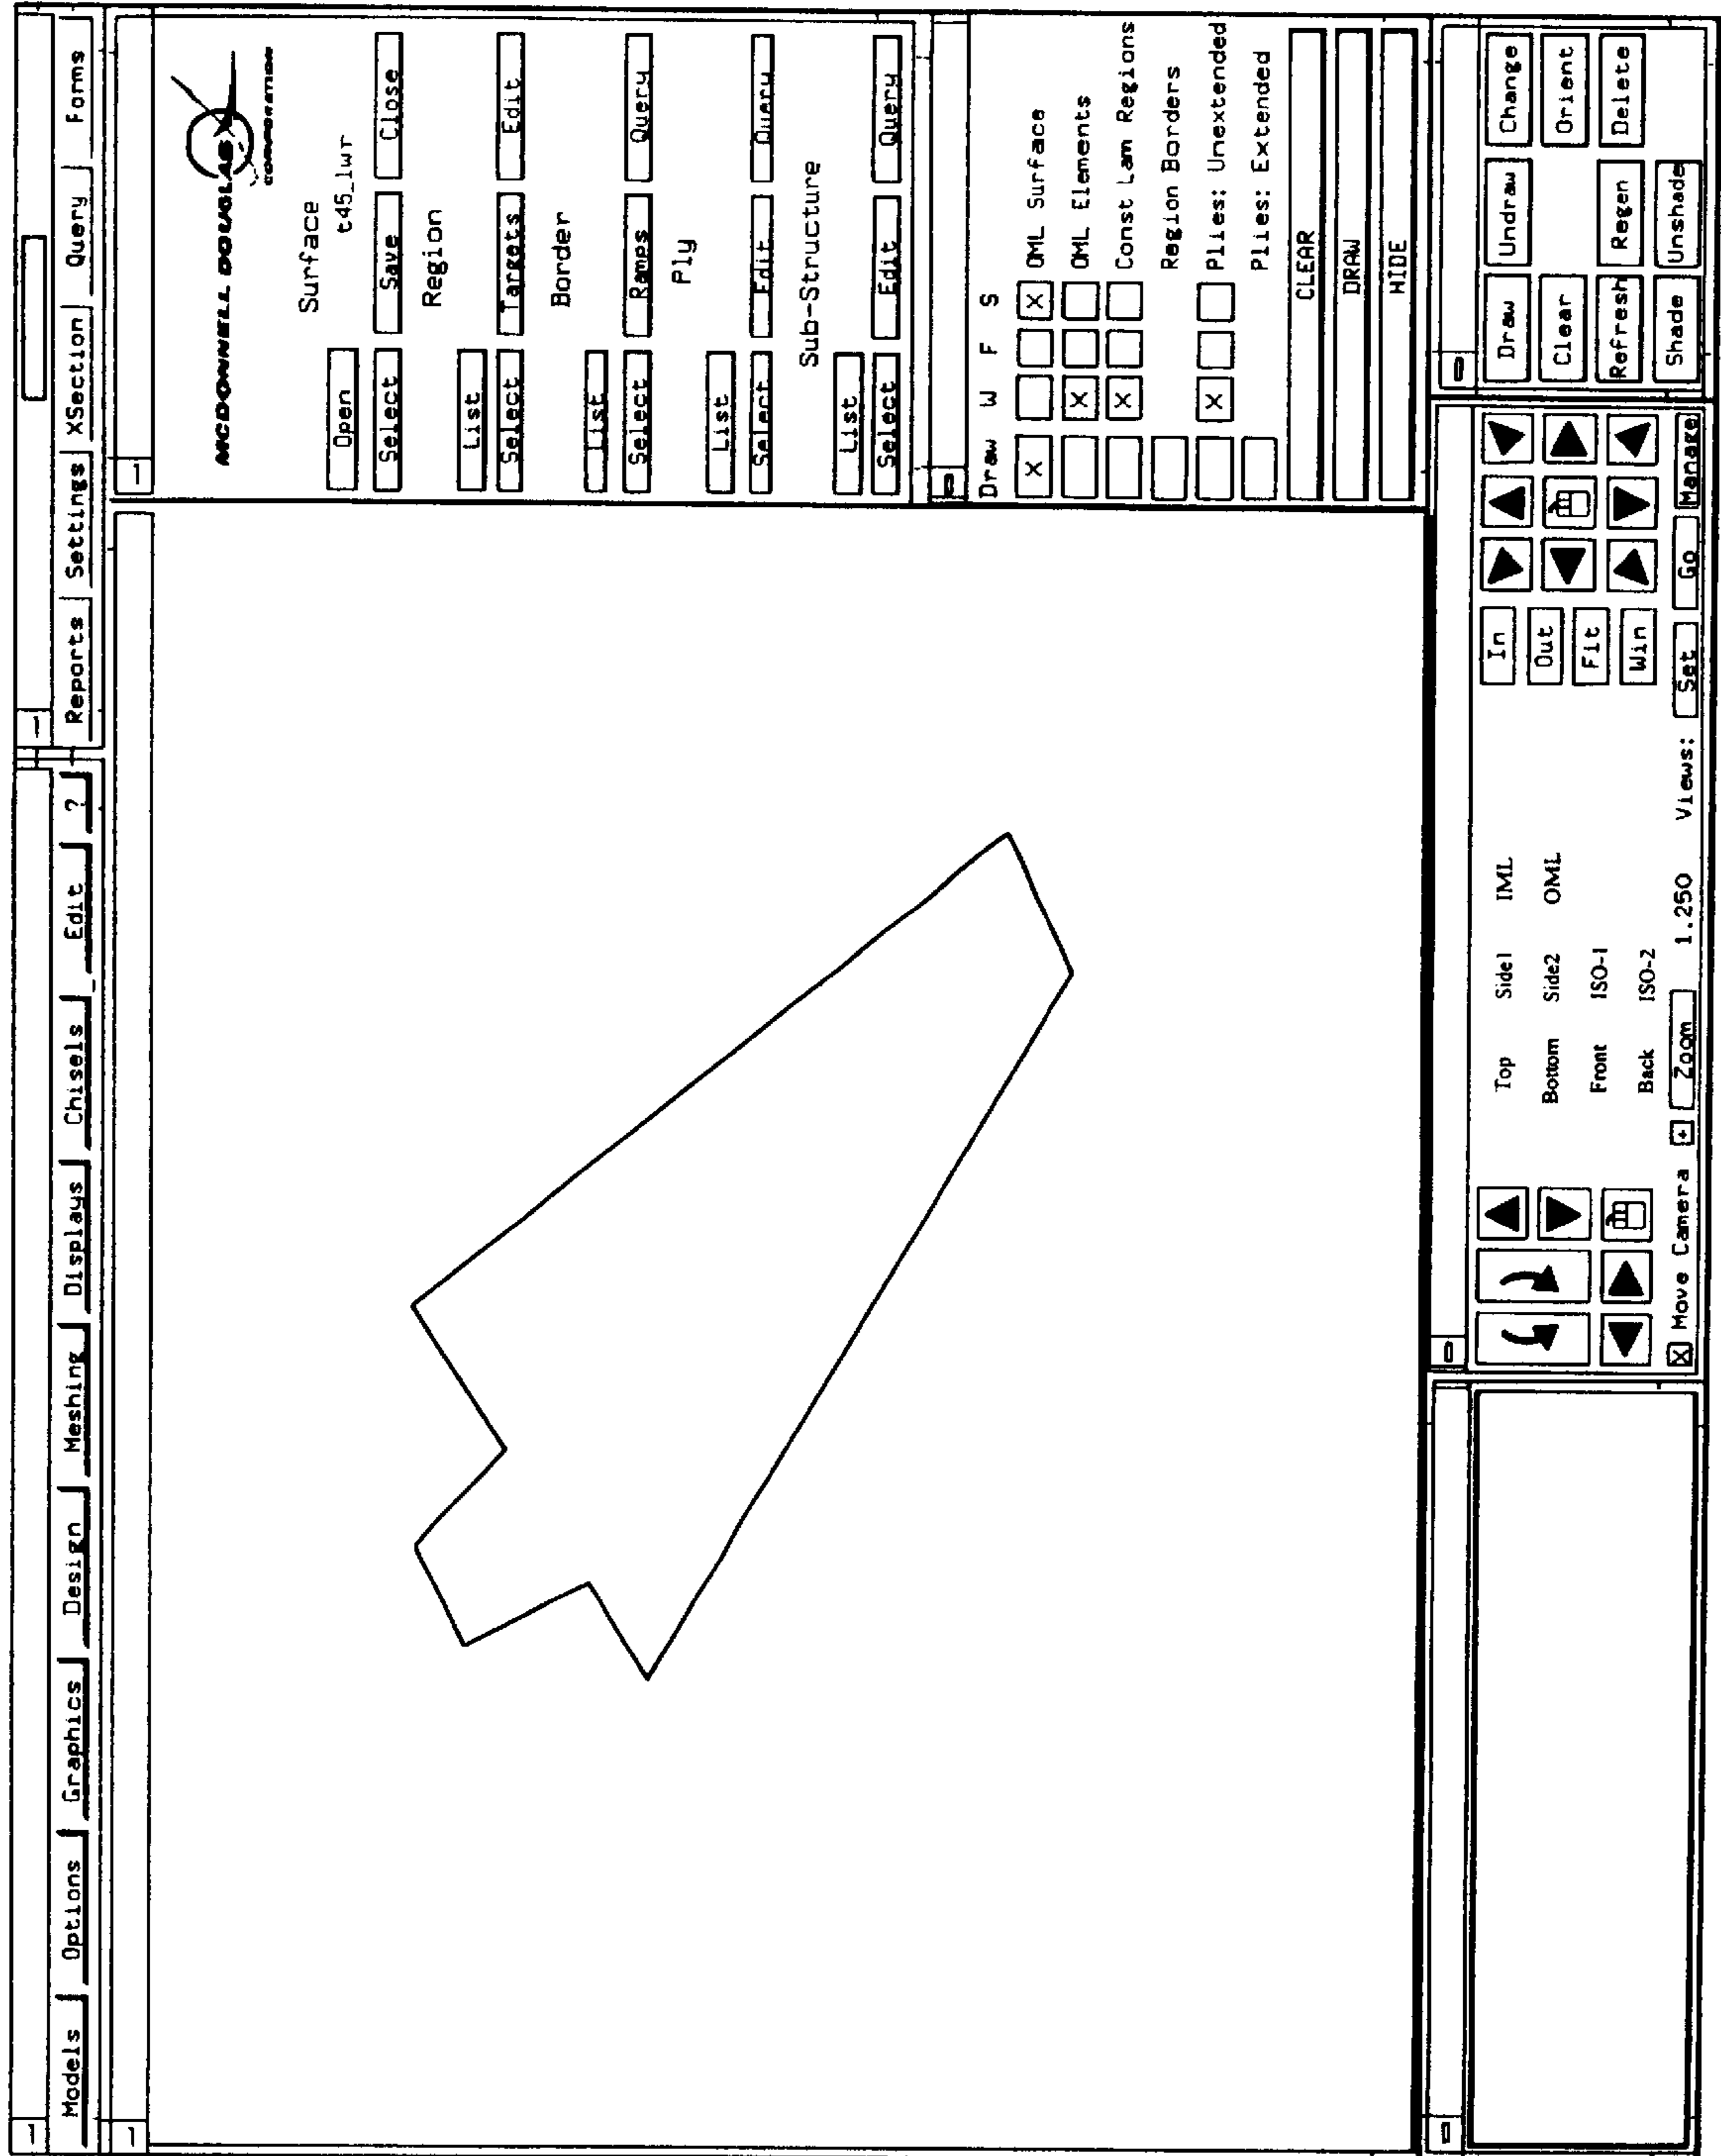 Models Options Graphics Design Meshing Displays Chisels Edit ?
Reports Settings XSection Query Forms
MCDONNELL DOUGLAS
CORPORATION
Surface
Open t45_lwr
Select Save Close
Region
List
Select Targets Edit
Border
List
Select Ramps Query
Ply
List
Select Edit Query
Sub-Structure
List
Select Edit Query
Draw W F S
X X OML Surface
X OML Elements
X Const Lam Regions
Region Borders
X Plies: Unextended
Plies: Extended
CLEAR
DRAW
HIDE
Top Side1 IML In
Bottom Side2 OML Out
Front ISO-1 Fit
Back ISO-2 Win
X Move Camera + Zoom 1.250 Views: Set Go Manage
Draw Undraw Change
Clear Orient
Refresh Regen Delete
Shade Unshade